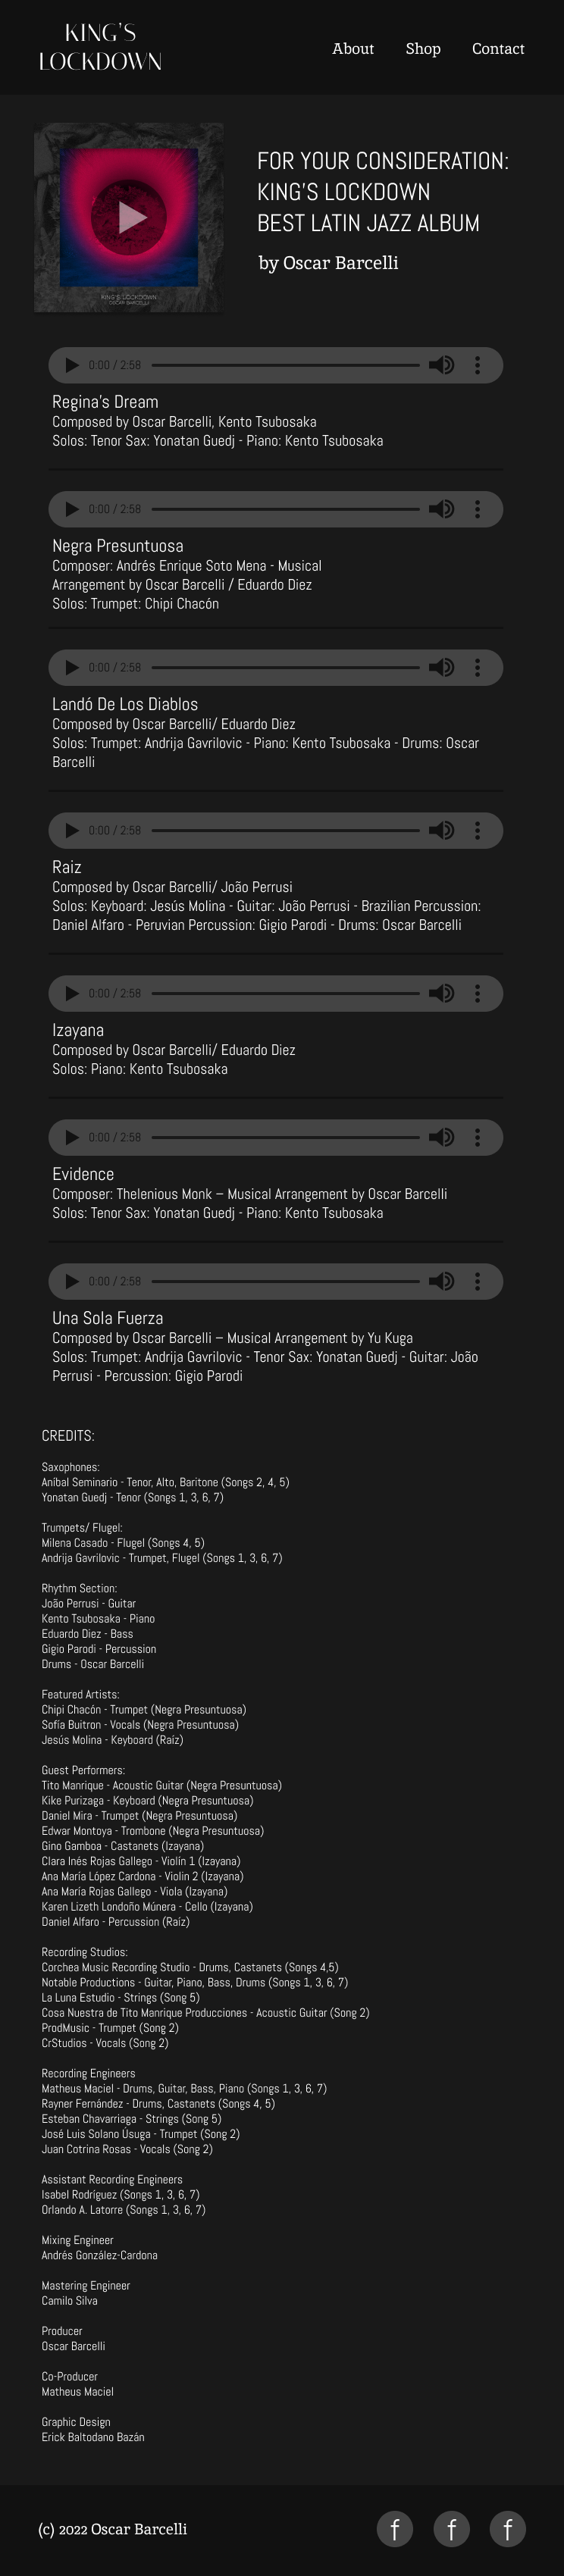 KING'S
LOCKDOWN
About Shop Contact
KING'S LOCKDOWN
OSCAR BARCELLI
FOR YOUR CONSIDERATION:
KING'S LOCKDOWN
BEST LATIN JAZZ ALBUM
by Oscar Barcelli
0:00 / 2:58
Regina's Dream
Composed by Oscar Barcelli, Kento Tsubosaka
Solos: Tenor Sax: Yonatan Guedj - Piano: Kento Tsubosaka
0:00 / 2:58
Negra Presuntuosa
Composer: Andrés Enrique Soto Mena - Musical
Arrangement by Oscar Barcelli / Eduardo Diez
Solos: Trumpet: Chipi Chacón
0:00 / 2:58
Landó De Los Diablos
Composed by Oscar Barcelli/ Eduardo Diez
Solos: Trumpet: Andrija Gavrilovic - Piano: Kento Tsubosaka - Drums: Oscar
Barcelli
0:00 / 2:58
Raiz
Composed by Oscar Barcelli/ João Perrusi
Solos: Keyboard: Jesús Molina - Guitar: João Perrusi - Brazilian Percussion:
Daniel Alfaro - Peruvian Percussion: Gigio Parodi - Drums: Oscar Barcelli
0:00 / 2:58
Izayana
Composed by Oscar Barcelli/ Eduardo Diez
Solos: Piano: Kento Tsubosaka
0:00 / 2:58
Evidence
Composer: Thelenious Monk – Musical Arrangement by Oscar Barcelli
Solos: Tenor Sax: Yonatan Guedj - Piano: Kento Tsubosaka
0:00 / 2:58
Una Sola Fuerza
Composed by Oscar Barcelli – Musical Arrangement by Yu Kuga
Solos: Trumpet: Andrija Gavrilovic - Tenor Sax: Yonatan Guedj - Guitar: João
Perrusi - Percussion: Gigio Parodi
CREDITS:
Saxophones:
Aníbal Seminario - Tenor, Alto, Baritone (Songs 2, 4, 5)
Yonatan Guedj - Tenor (Songs 1, 3, 6, 7)
Trumpets/ Flugel:
Milena Casado - Flugel (Songs 4, 5)
Andrija Gavrilovic - Trumpet, Flugel (Songs 1, 3, 6, 7)
Rhythm Section:
João Perrusi - Guitar
Kento Tsubosaka - Piano
Eduardo Diez - Bass
Gigio Parodi - Percussion
Drums - Oscar Barcelli
Featured Artists:
Chipi Chacón - Trumpet (Negra Presuntuosa)
Sofía Buitron - Vocals (Negra Presuntuosa)
Jesús Molina - Keyboard (Raíz)
Guest Performers:
Tito Manrique - Acoustic Guitar (Negra Presuntuosa)
Kike Purizaga - Keyboard (Negra Presuntuosa)
Daniel Mira - Trumpet (Negra Presuntuosa)
Edwar Montoya - Trombone (Negra Presuntuosa)
Gino Gamboa - Castanets (Izayana)
Clara Inés Rojas Gallego - Violín 1 (Izayana)
Ana María López Cardona - Violin 2 (Izayana)
Ana María Rojas Gallego - Viola (Izayana)
Karen Lizeth Londoño Múnera - Cello (Izayana)
Daniel Alfaro - Percussion (Raíz)
Recording Studios:
Corchea Music Recording Studio - Drums, Castanets (Songs 4,5)
Notable Productions - Guitar, Piano, Bass, Drums (Songs 1, 3, 6, 7)
La Luna Estudio - Strings (Song 5)
Cosa Nuestra de Tito Manrique Producciones - Acoustic Guitar (Song 2)
ProdMusic - Trumpet (Song 2)
CrStudios - Vocals (Song 2)
Recording Engineers
Matheus Maciel - Drums, Guitar, Bass, Piano (Songs 1, 3, 6, 7)
Rayner Fernández - Drums, Castanets (Songs 4, 5)
Esteban Chavarriaga - Strings (Song 5)
José Luis Solano Úsuga - Trumpet (Song 2)
Juan Cotrina Rosas - Vocals (Song 2)
Assistant Recording Engineers
Isabel Rodríguez (Songs 1, 3, 6, 7)
Orlando A. Latorre (Songs 1, 3, 6, 7)
Mixing Engineer
Andrés González-Cardona
Mastering Engineer
Camilo Silva
Producer
Oscar Barcelli
Co-Producer
Matheus Maciel
Graphic Design
Erick Baltodano Bazán
(c) 2022 Oscar Barcelli f f f